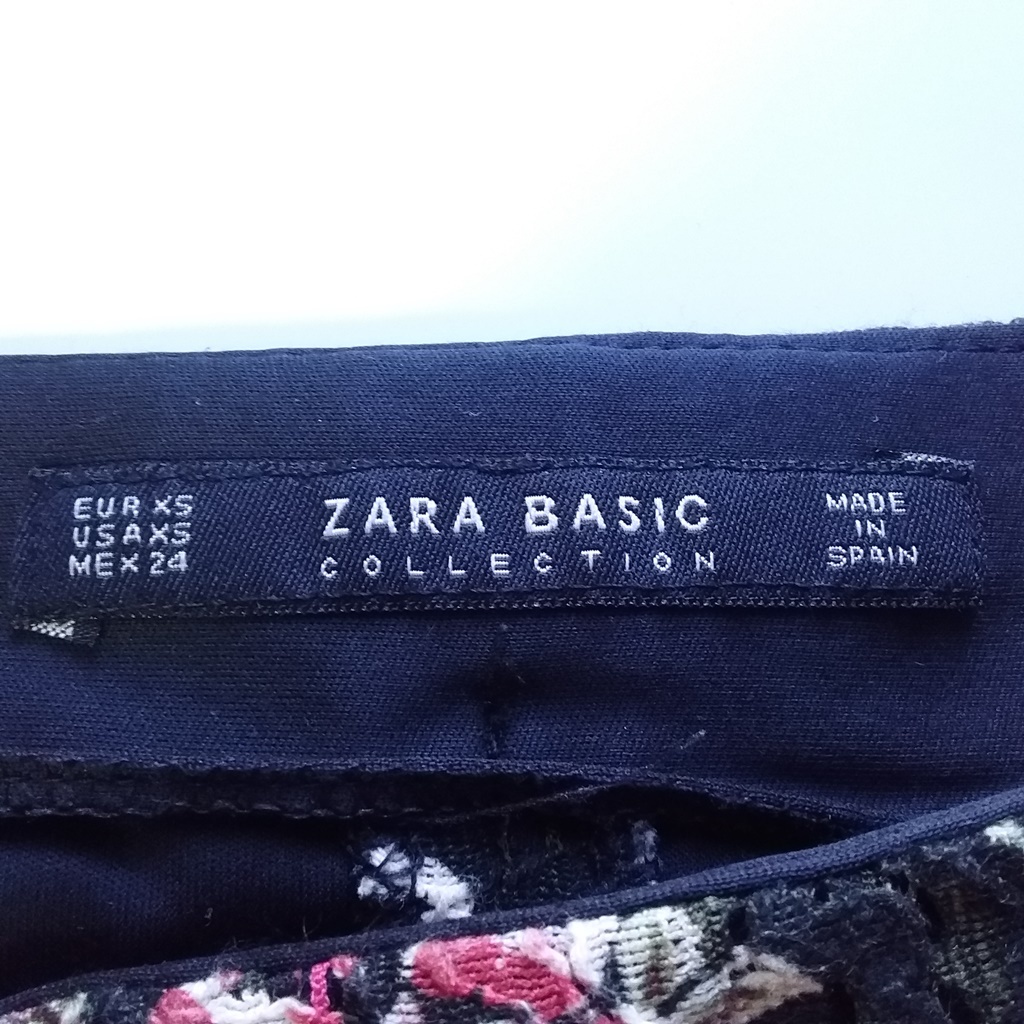 EUR XS
USA XS
MEX 24
ZARA BASIC
COLLECTION
MADE
IN
SPAIN